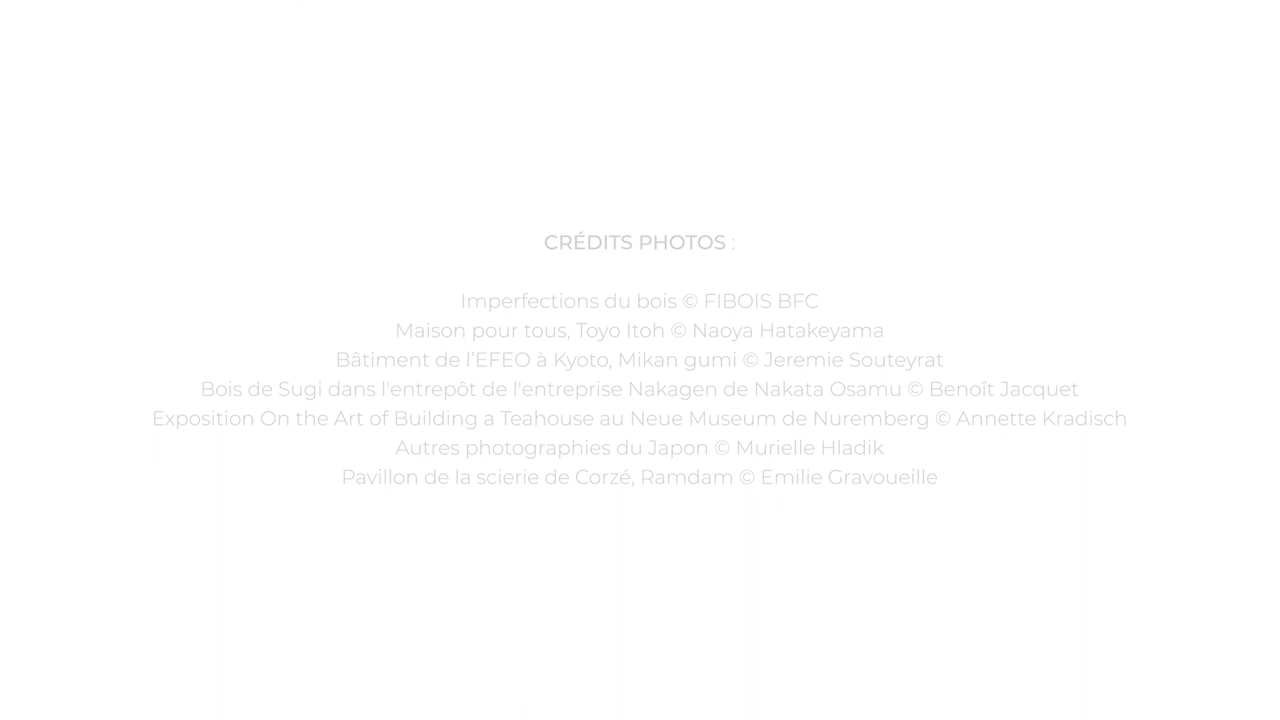 CRÉDITS PHOTOS :
Imperfections du bois © FIBOIS BFC
Maison pour tous, Toyo Itoh © Naoya Hatakeyama
Bâtiment de l’EFEO à Kyoto, Mikan gumi © Jeremie Souteyrat
Bois de Sugi dans l'entrepôt de l'entreprise Nakagen de Nakata Osamu © Benoît Jacquet
Exposition On the Art of Building a Teahouse au Neue Museum de Nuremberg © Annette Kradisch
Autres photographies du Japon © Murielle Hladik
Pavillon de la scierie de Corzé, Ramdam © Emilie Gravoueille